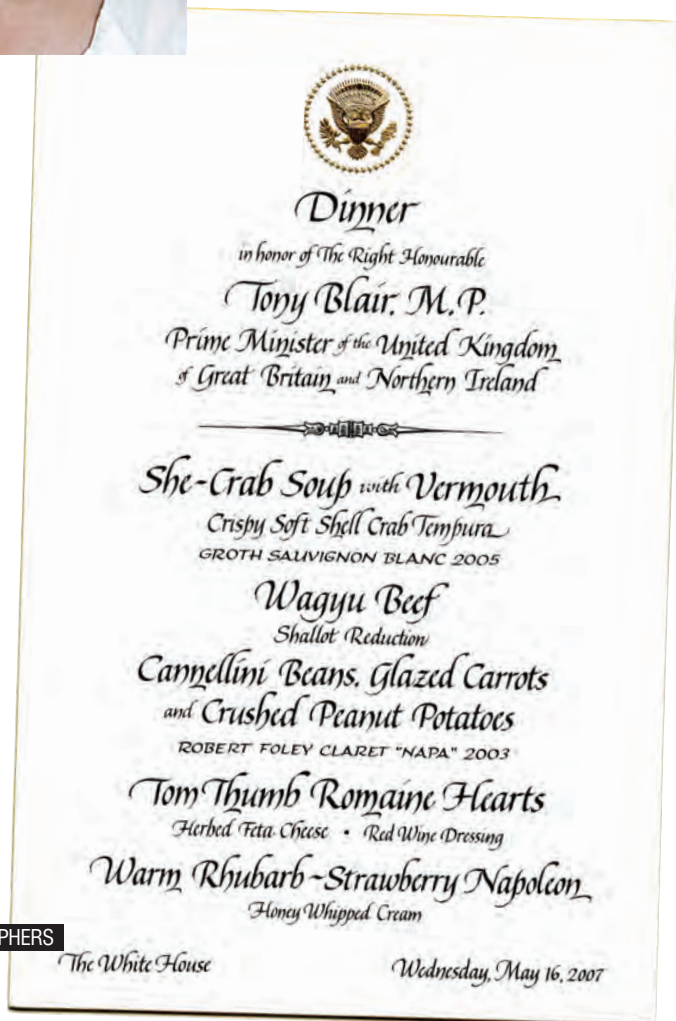 Dinner
in honor of The Right Honourable
Tony Blair, M.P.
Prime Minister of the United Kingdom
of Great Britain and Northern Ireland
She-Crab Soup with Vermouth
Crispy Soft Shell Crab Tempura
GROTH SAUVIGNON BLANC 2005
Wagyu Beef
Shallot Reduction
Cannellini Beans, Glazed Carrots
and Crushed Peanut Potatoes
ROBERT FOLEY CLARET "NAPA" 2003
Tom Thumb Romaine Hearts
Herbed Feta Cheese • Red Wine Dressing
Warm Rhubarb-Strawberry Napoleon
Honey Whipped Cream
PHERS
The White House Wednesday, May 16, 2007